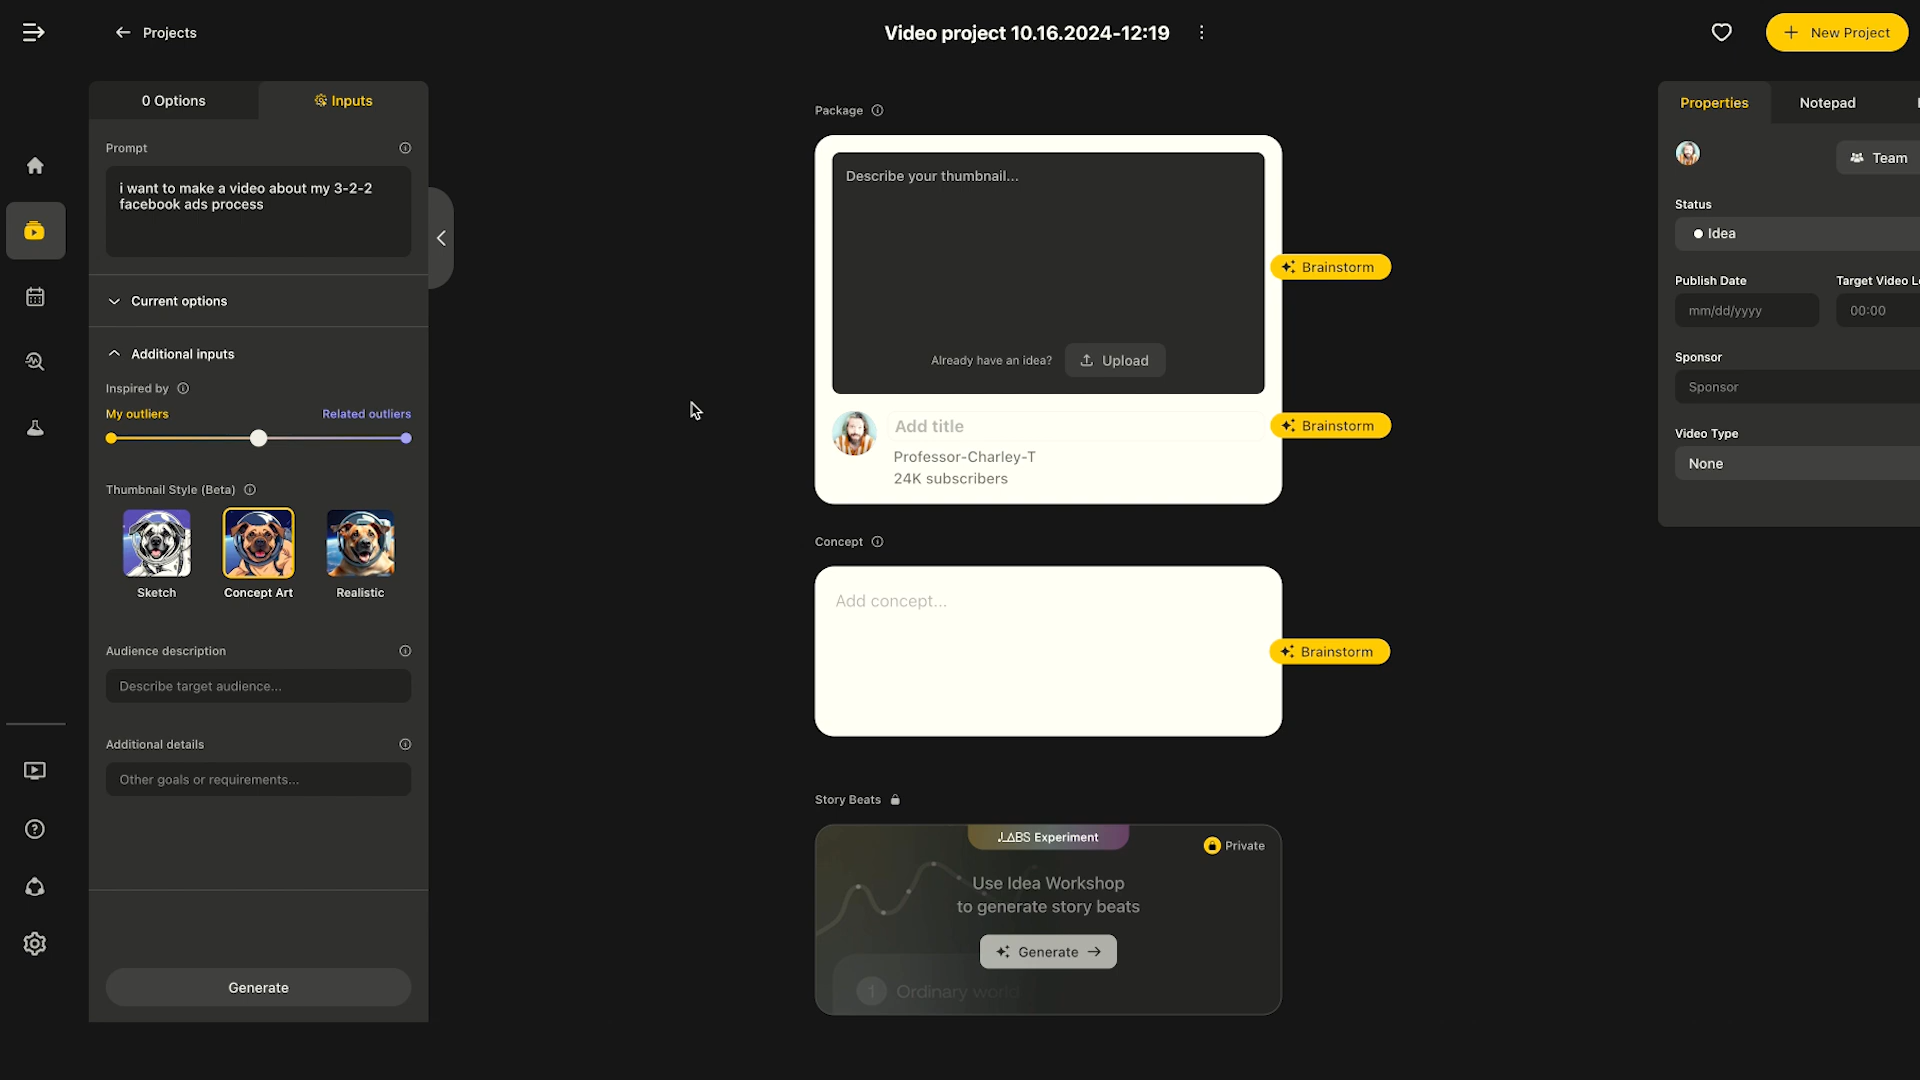 Projects
Video project 10.16.2024-12:19
New Project
0 Options
Inputs
Prompt
i want to make a video about my 3-2-2
facebook ads process
Current options
Additional inputs
Inspired by
My outliers
Related outliers
Thumbnail Style (Beta)
Sketch
Concept Art
Realistic
Audience description
Describe target audience...
Additional details
Other goals or requirements...
Generate
Package
Describe your thumbnail...
Already have an idea?
Upload
Brainstorm
Add title
Brainstorm
Professor-Charley-T
24K subscribers
Concept
Add concept...
Brainstorm
Story Beats
LABS Experiment
Private
Use Idea Workshop
to generate story beats
Generate
1 Ordinary world
Properties
Notepad
Team
Status
Idea
Publish Date
Target Video
mm/dd/yyyy
00:00
Sponsor
Sponsor
Video Type
None